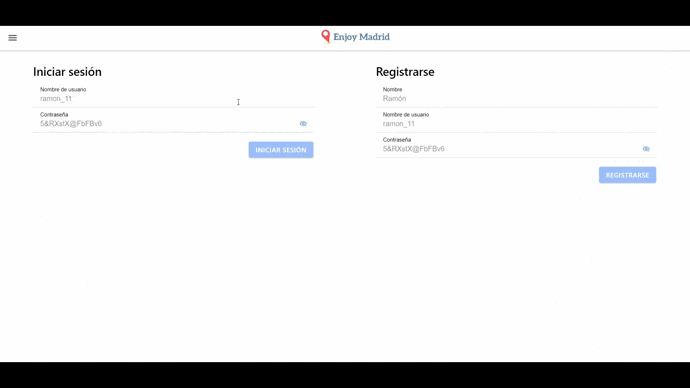 Enjoy Madrid
Iniciar sesión
Nombre de usuario
ramon_11
Contraseña
5&RXstX@FbFBv6
INICIAR SESIÓN
Registrarse
Nombre
Ramón
Nombre de usuario
ramon_11
Contraseña
5&RXstX@FbFBv6
REGISTRARSE